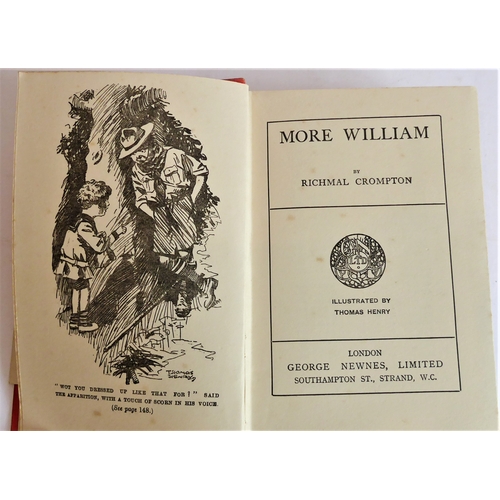 THOMAS
HENRY
"WOT YOU DRESSED UP LIKE THAT FOR?" SAID
THE APPARITION, WITH A TOUCH OF SCORN IN HIS VOICE.
(See page 148.)
MORE WILLIAM
BY
RICHMAL CROMPTON
ILLUSTRATED BY
THOMAS HENRY
LONDON
GEORGE NEWNES, LIMITED
SOUTHAMPTON ST., STRAND, W.C.